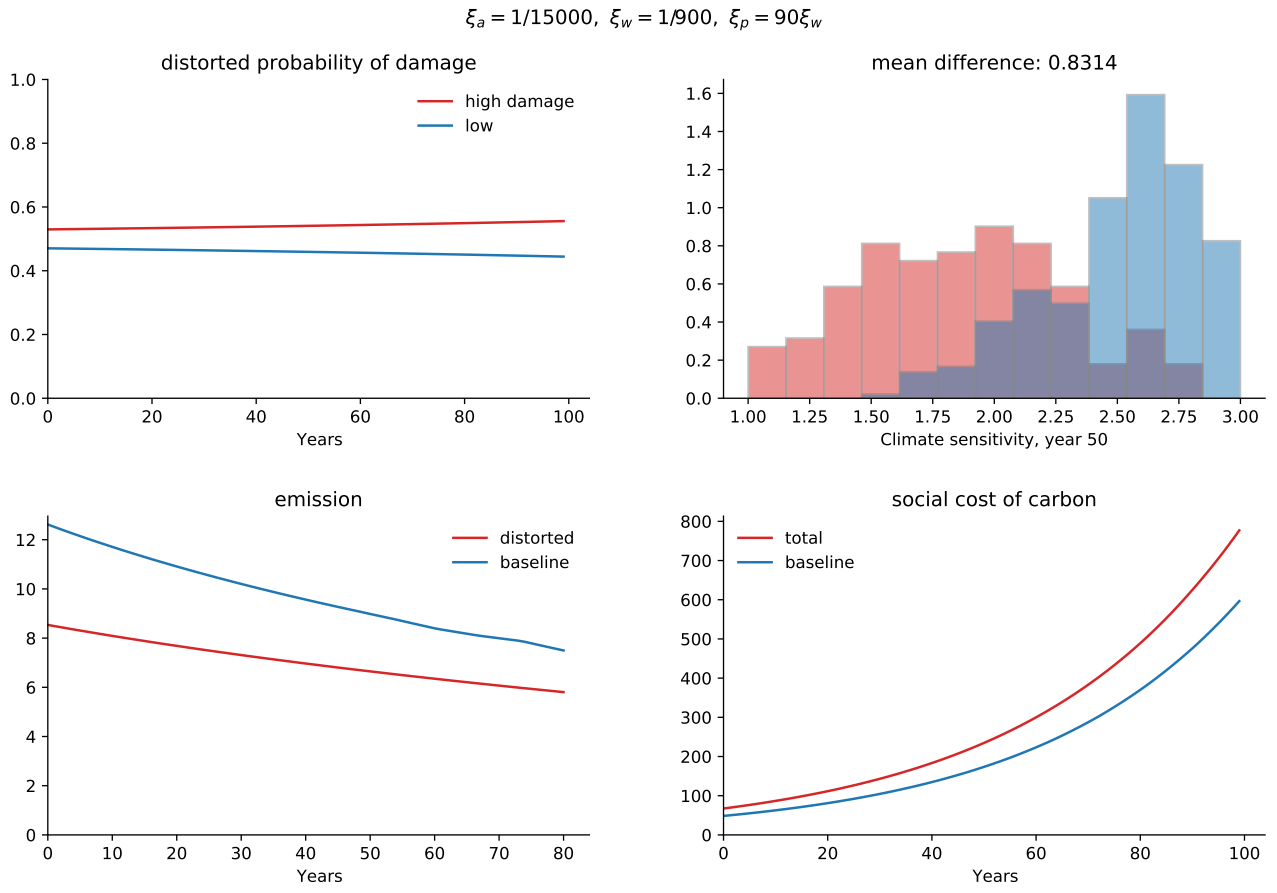 ξₐ = 1/15000, ξ_w = 1/900, ξ_p = 90ξ_w
distorted probability of damage
1.0
0.8
0.6
0.4
0.2
0.0
high damage
low
0 20 40 60 80 100
Years
mean difference: 0.8314
1.6
1.4
1.2
1.0
0.8
0.6
0.4
0.2
0.0
1.00 1.25 1.50 1.75 2.00 2.25 2.50 2.75 3.00
Climate sensitivity, year 50
emission
12
10
8
6
4
2
0
distorted
baseline
0 10 20 30 40 50 60 70 80
Years
social cost of carbon
800
700
600
500
400
300
200
100
0
total
baseline
0 20 40 60 80 100
Years